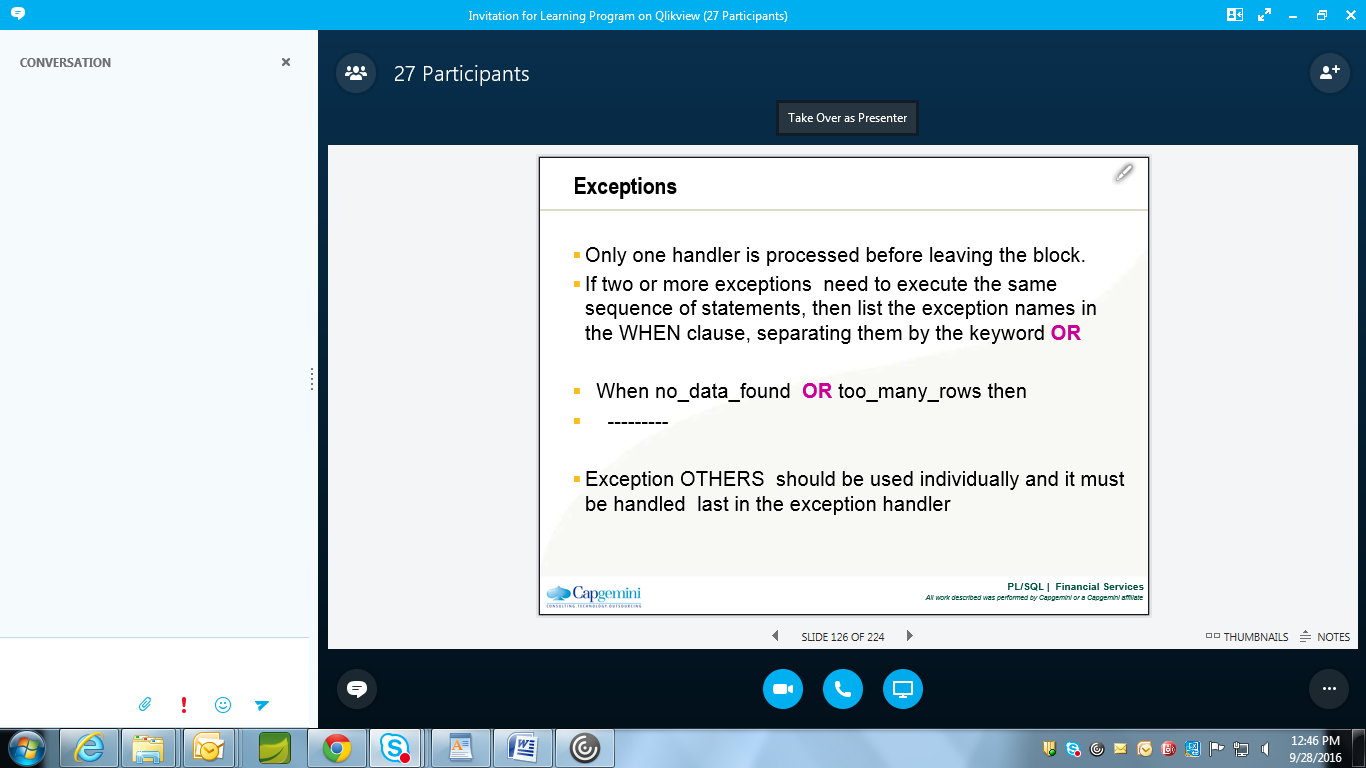 Invitation for Learning Program on Qlikview (27 Participants)
CONVERSATION
27 Participants
Take Over as Presenter
Exceptions
Only one handler is processed before leaving the block.
If two or more exceptions  need to execute the same
sequence of statements, then list the exception names in
the WHEN clause, separating them by the keyword OR
When no_data_found  OR too_many_rows then
---------
Exception OTHERS  should be used individually and it must
be handled  last in the exception handler
Capgemini
CONSULTING.TECHNOLOGY.OUTSOURCING
PL/SQL |  Financial Services
All work described was performed by Capgemini or a Capgemini affiliate
SLIDE 126 OF 224
THUMBNAILS
NOTES
12:46 PM
9/28/2016